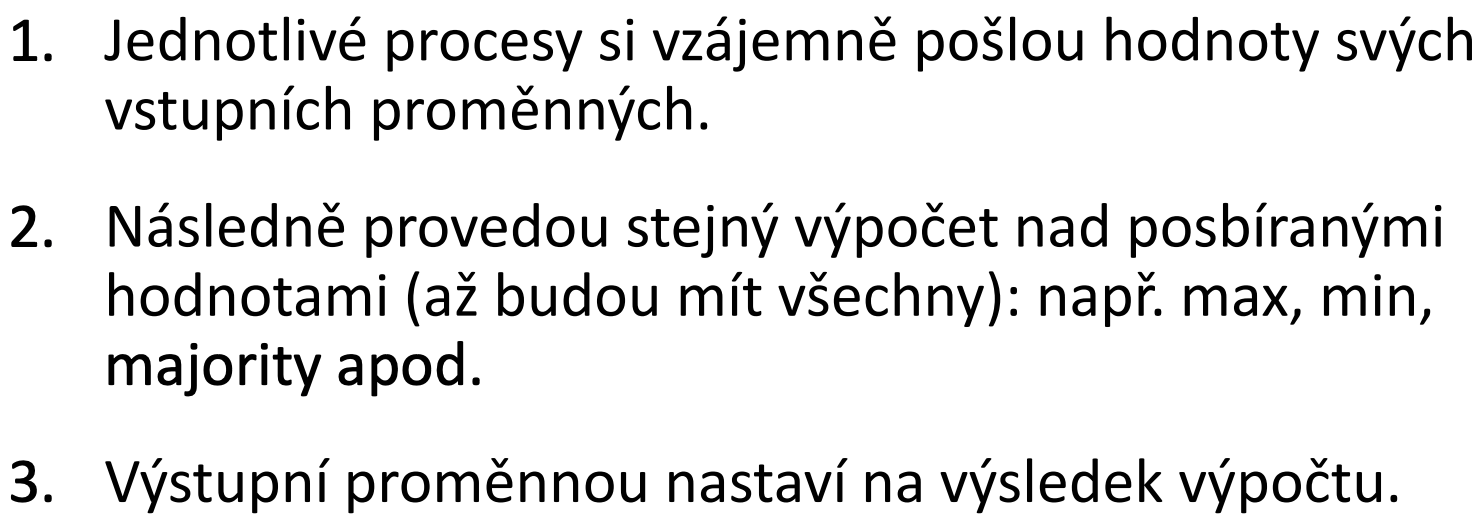 1. Jednotlivé procesy si vzájemně pošlou hodnoty svých
vstupních proměnných.
2. Následně provedou stejný výpočet nad posbíranými
hodnotami (až budou mít všechny): např. max, min,
majority apod.
3. Výstupní proměnnou nastaví na výsledek výpočtu.